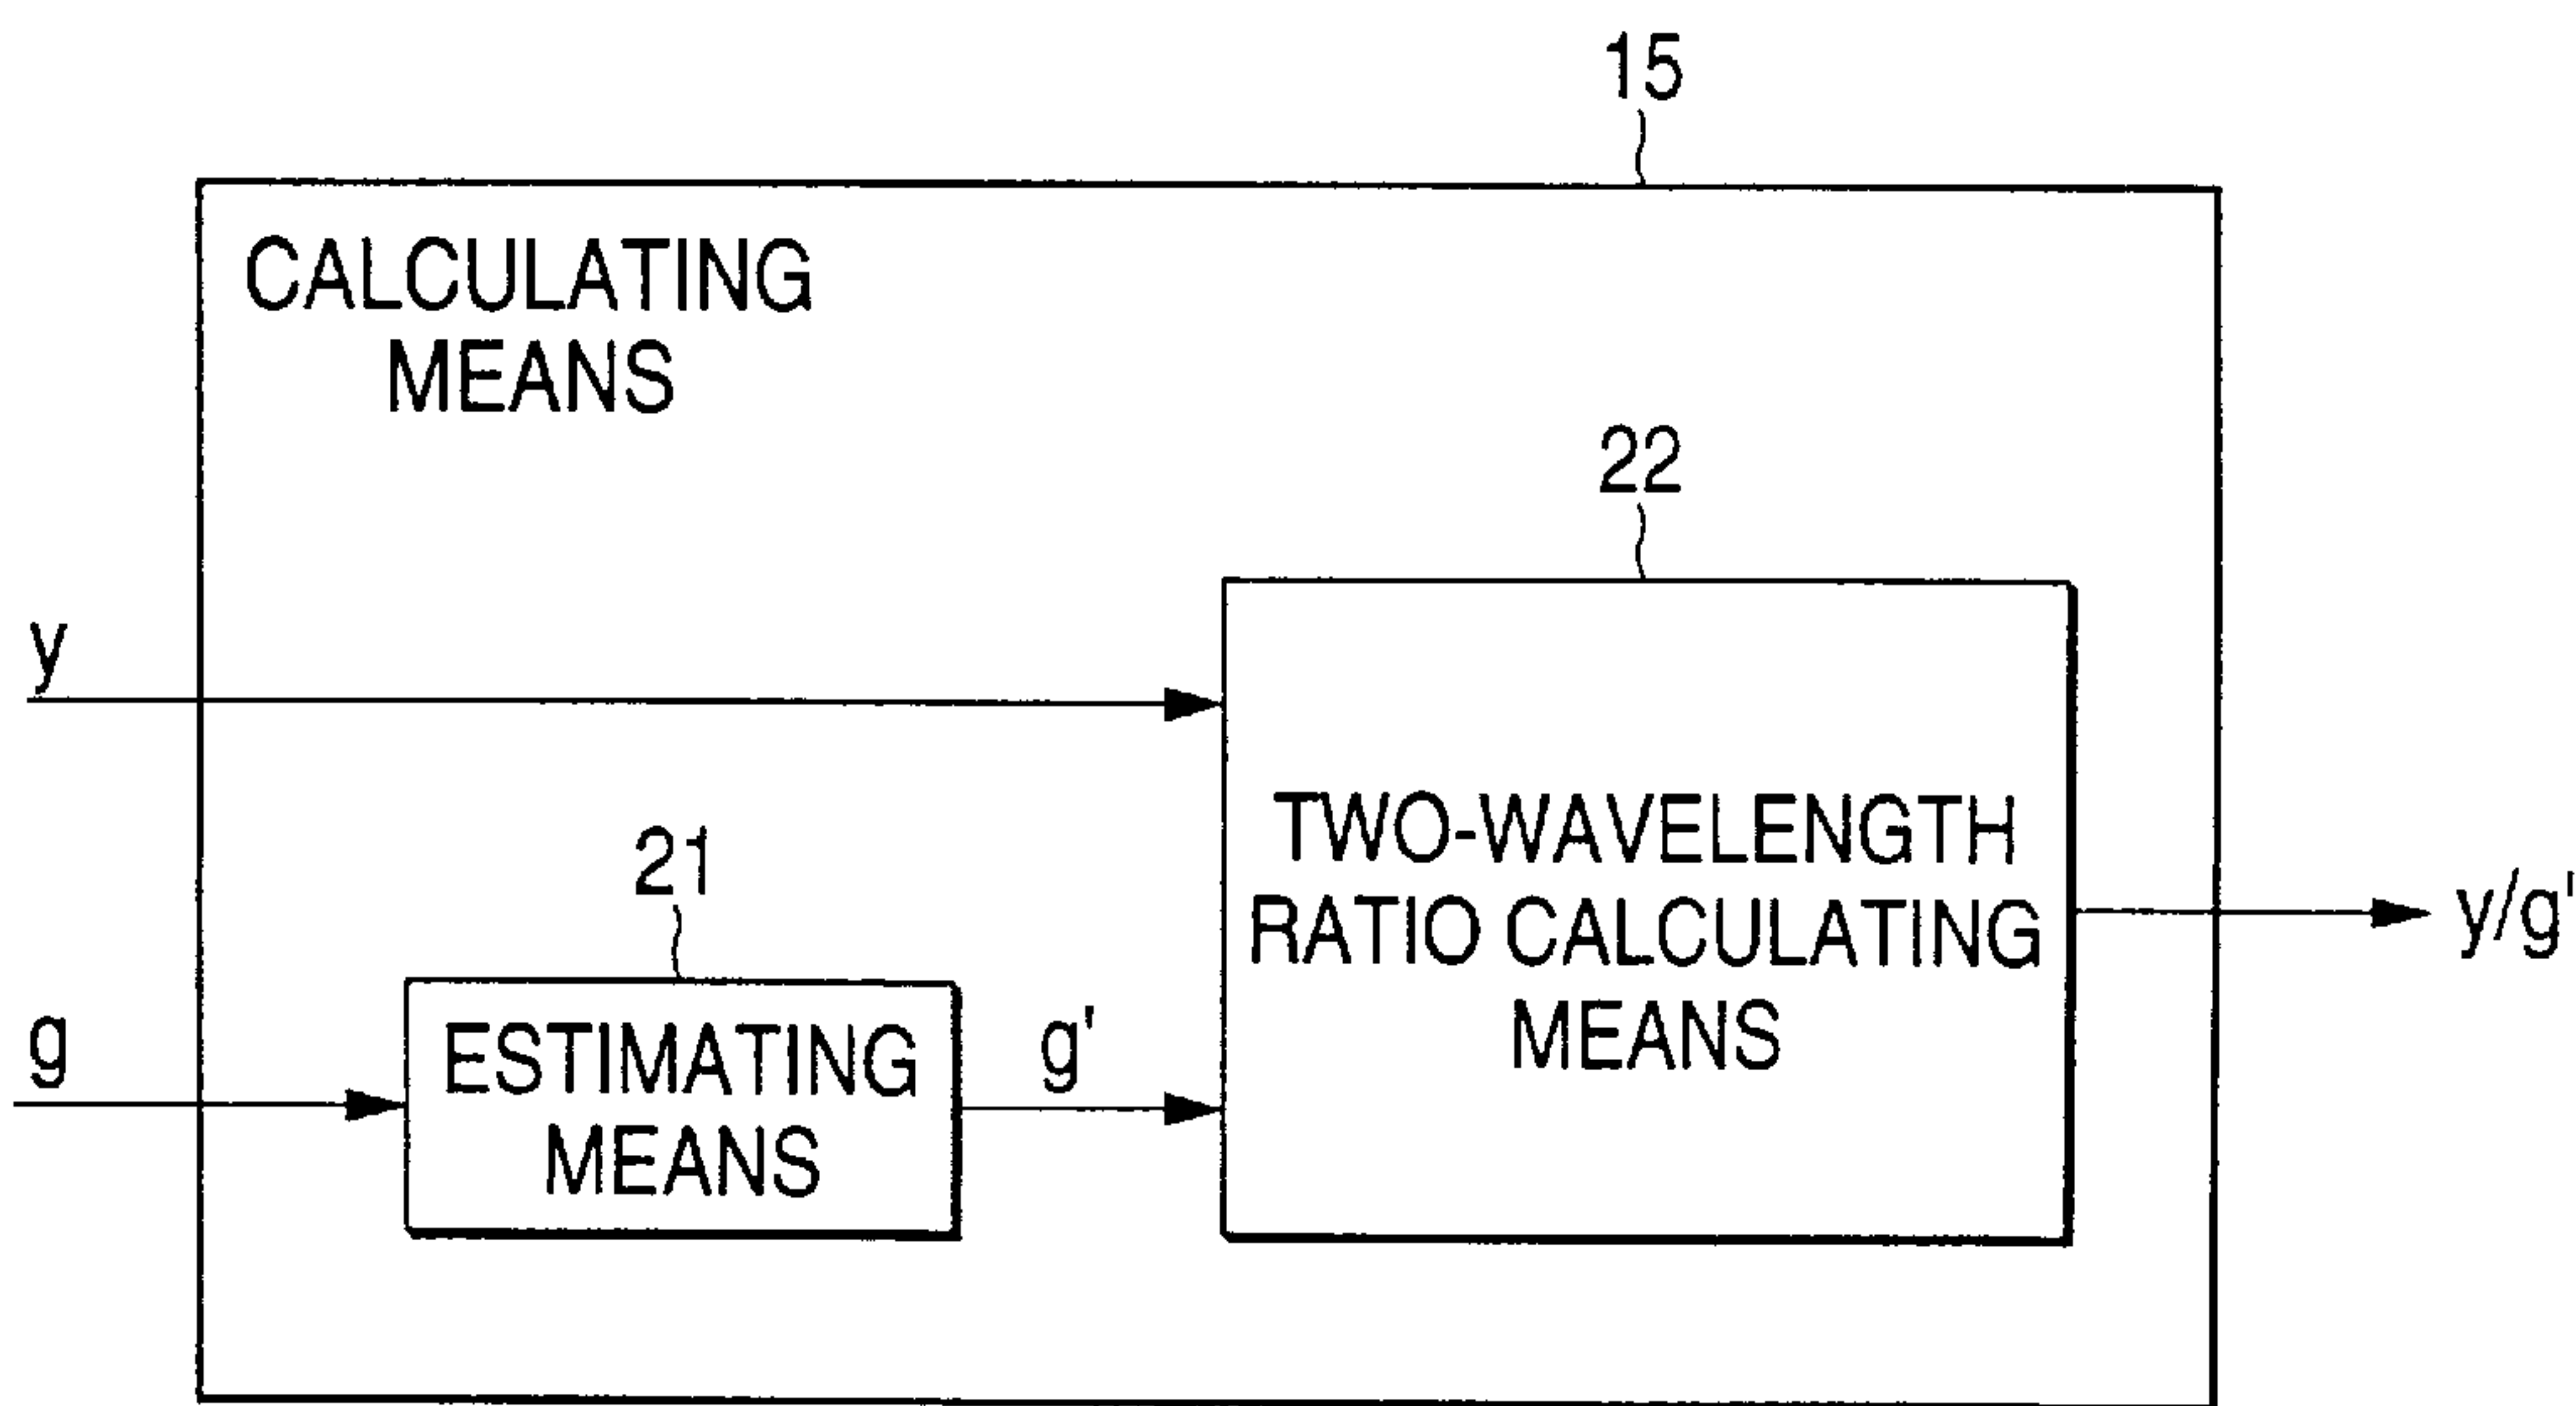 15
CALCULATING
MEANS
22
y
TWO-WAVELENGTH
RATIO CALCULATING
MEANS
y/g'
21
g
ESTIMATING
MEANS
g'